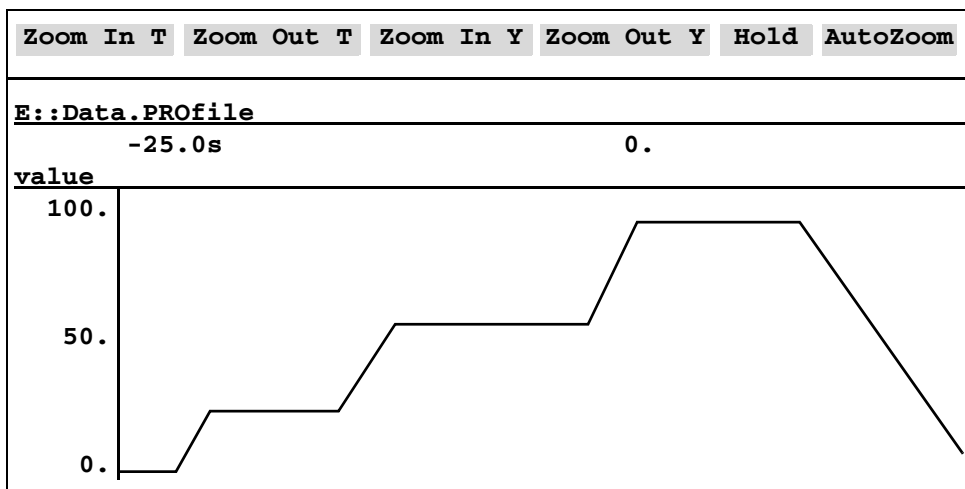 Zoom In T Zoom Out T Zoom In Y Zoom Out Y Hold AutoZoom
E::Data.PROfile
-25.0s 0.
value
100.
50.
0.